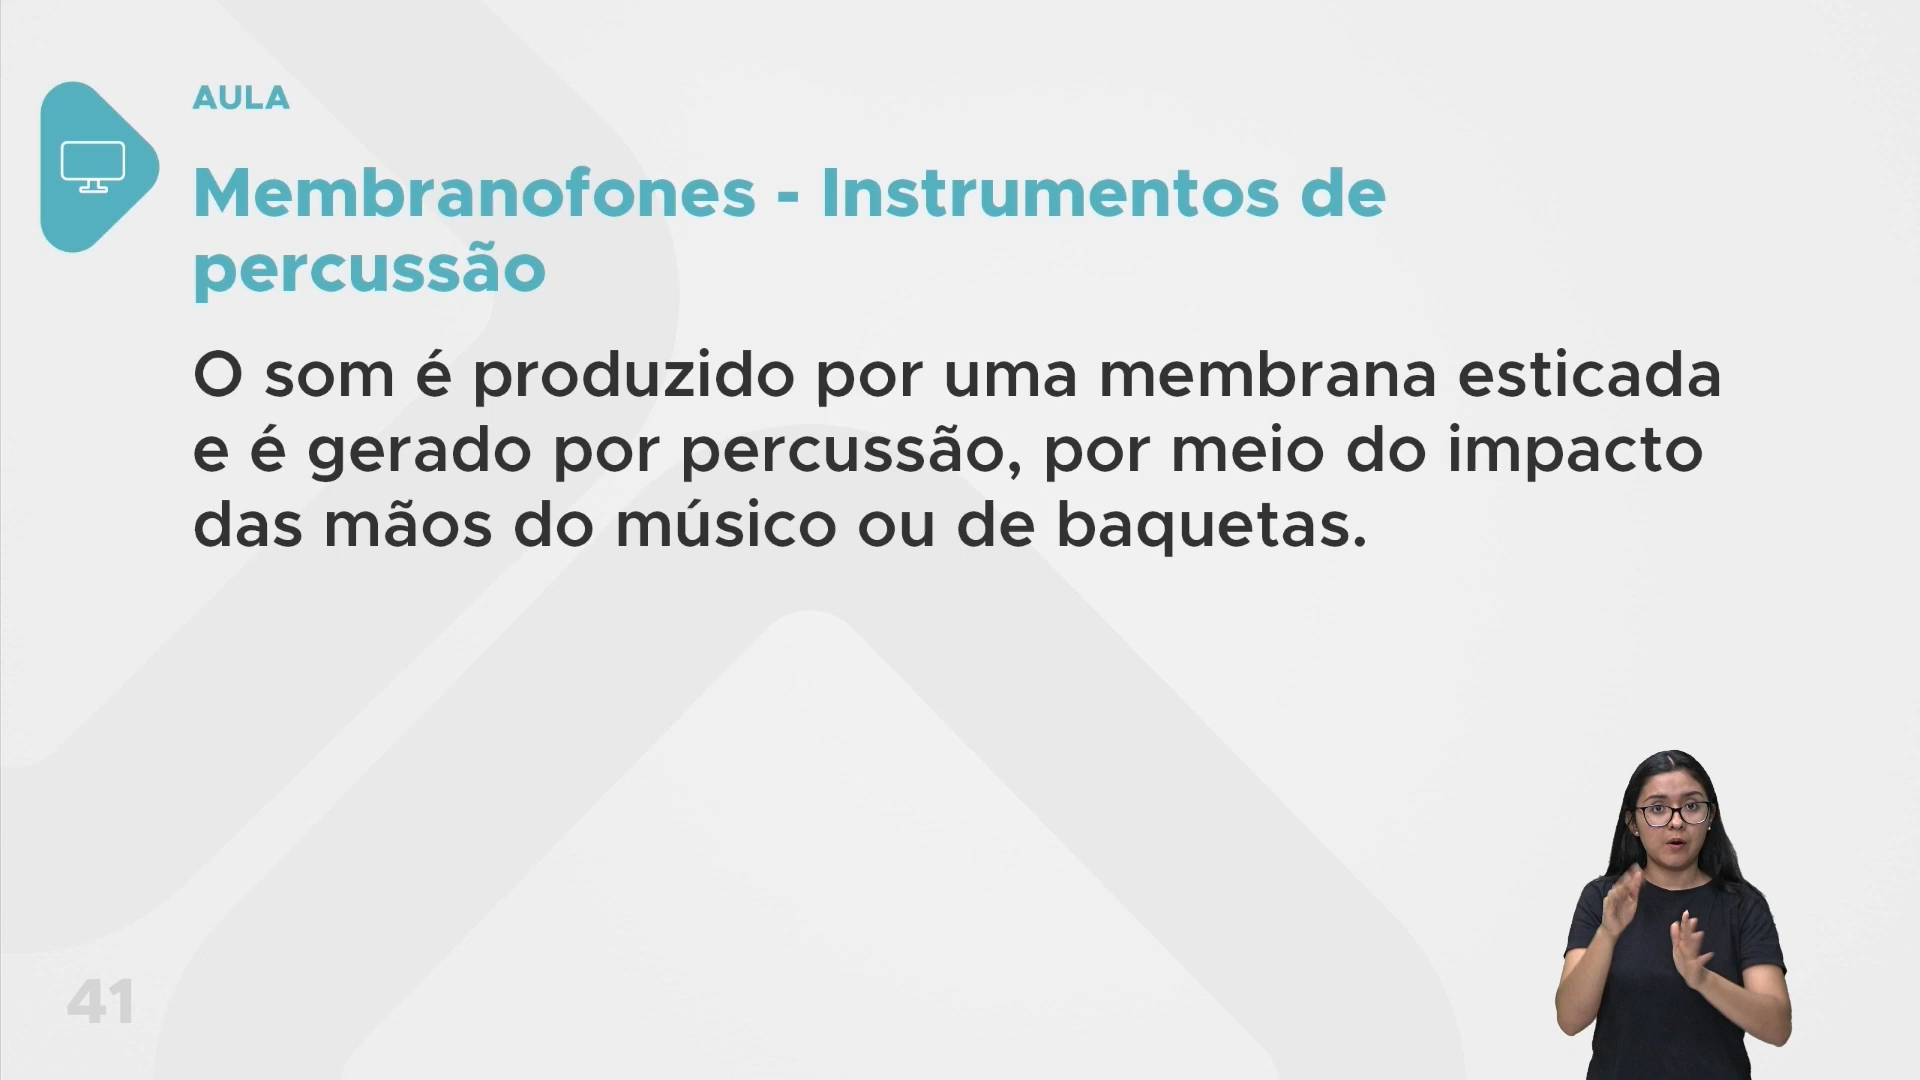 AULA
Membranofones - Instrumentos de
percussão
O som é produzido por uma membrana esticada
e é gerado por percussão, por meio do impacto
das mãos do músico ou de baquetas.
41